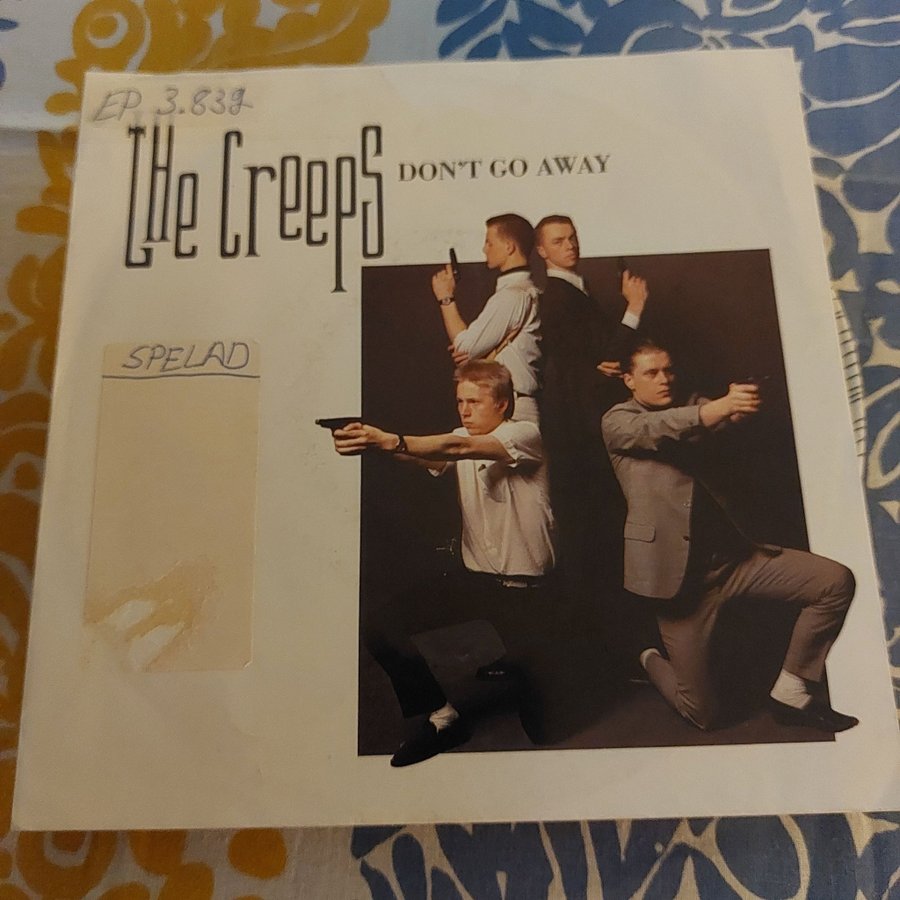 EP 3.839
The Creeps
DON'T GO AWAY
SPELAD